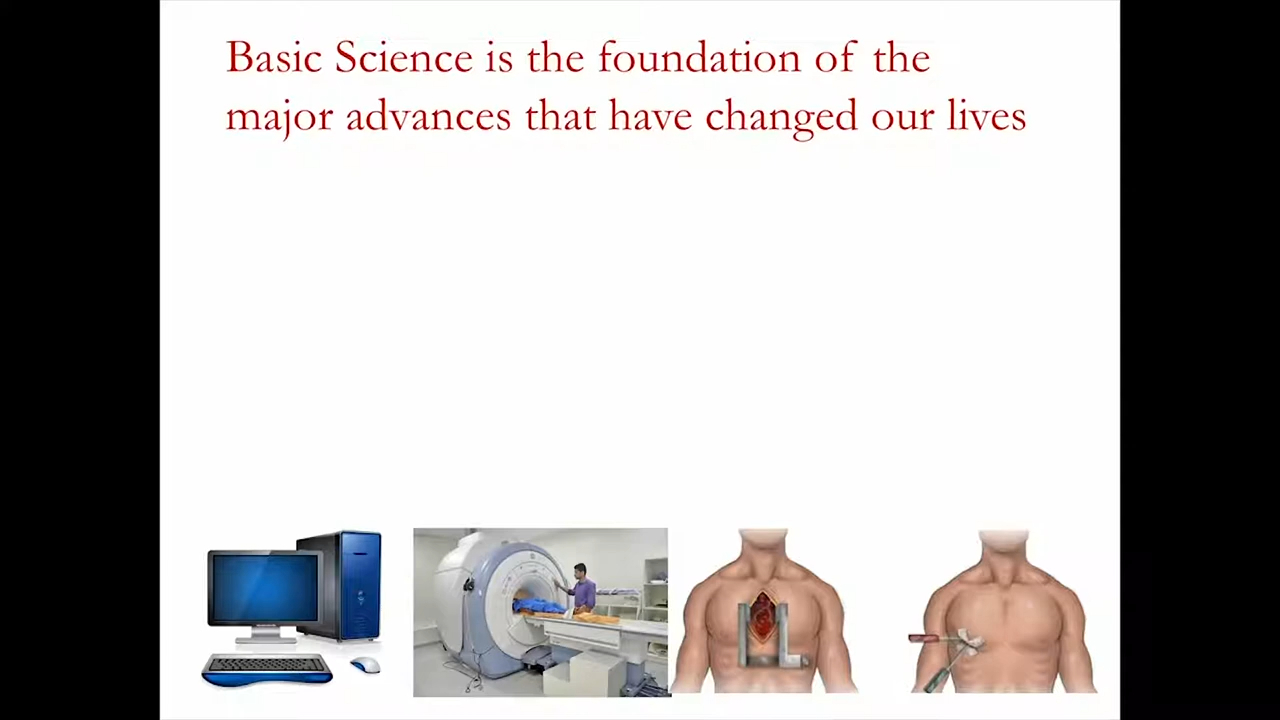 Basic Science is the foundation of the
major advances that have changed our lives